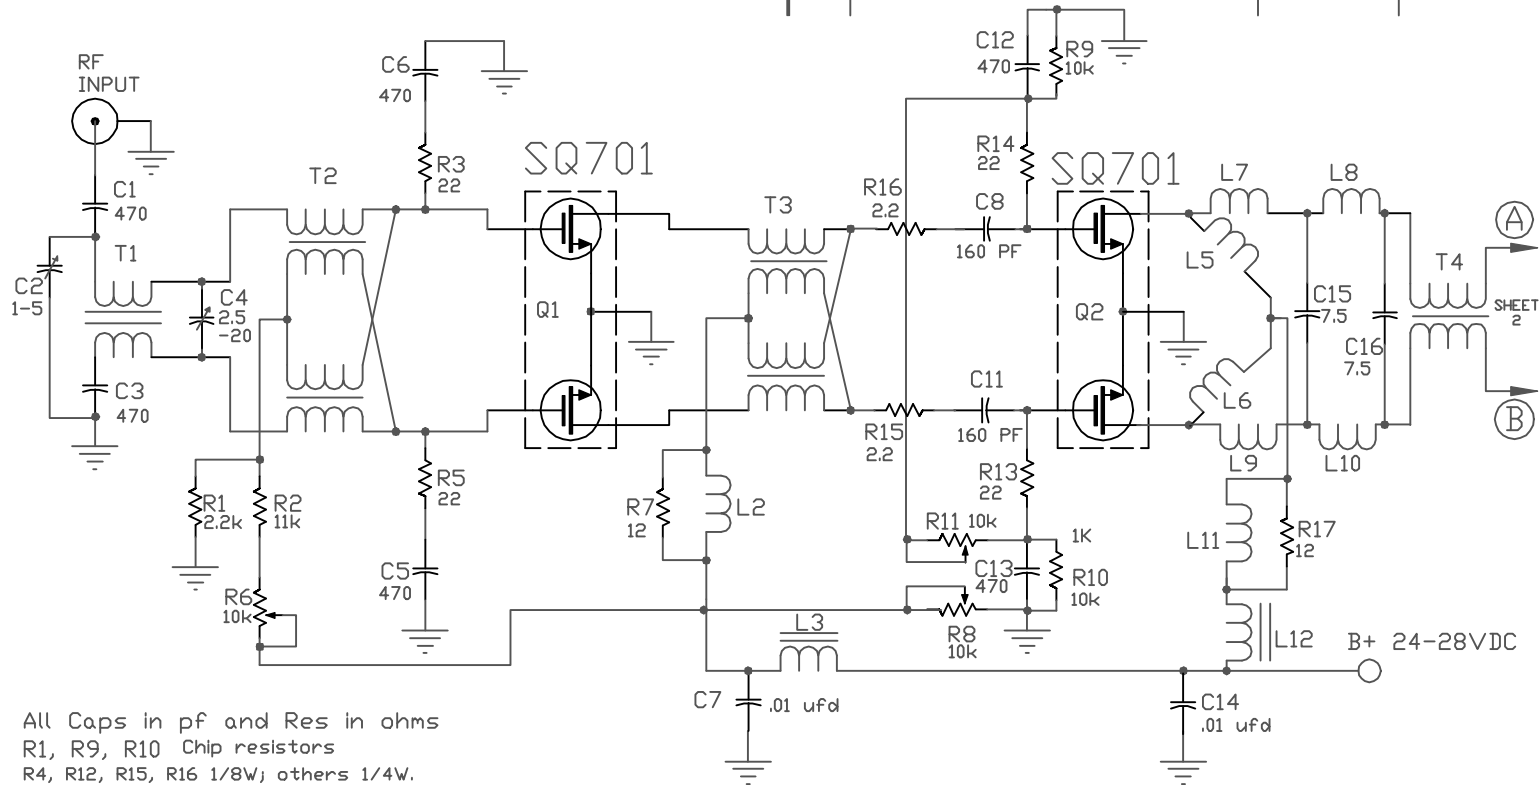 RF
INPUT
C1
470
C2
1-5
T1
C3
470
C4
2.5
-20
T2
C6
470
R3
22
SQ701
Q1
R1
2.2k
R2
11k
R6
10k
R5
22
C5
470
T3
R16
2.2
C8
160 PF
C12
470
R9
10k
R14
22
SQ701
Q2
R15
2.2
C11
160 PF
R13
22
R7
12
L2
R11 10k
C13
470
1K
R10
10k
R8
10k
L3
C7
.01 ufd
L7
L8
L5
L6
L9
L10
C15
7.5
C16
7.5
T4
A
SHEET
2
B
L11
R17
12
L12
B+ 24-28VDC
C14
.01 ufd
All Caps in pf and Res in ohms
R1, R9, R10 Chip resistors
R4, R12, R15, R16 1/8W; others 1/4W.